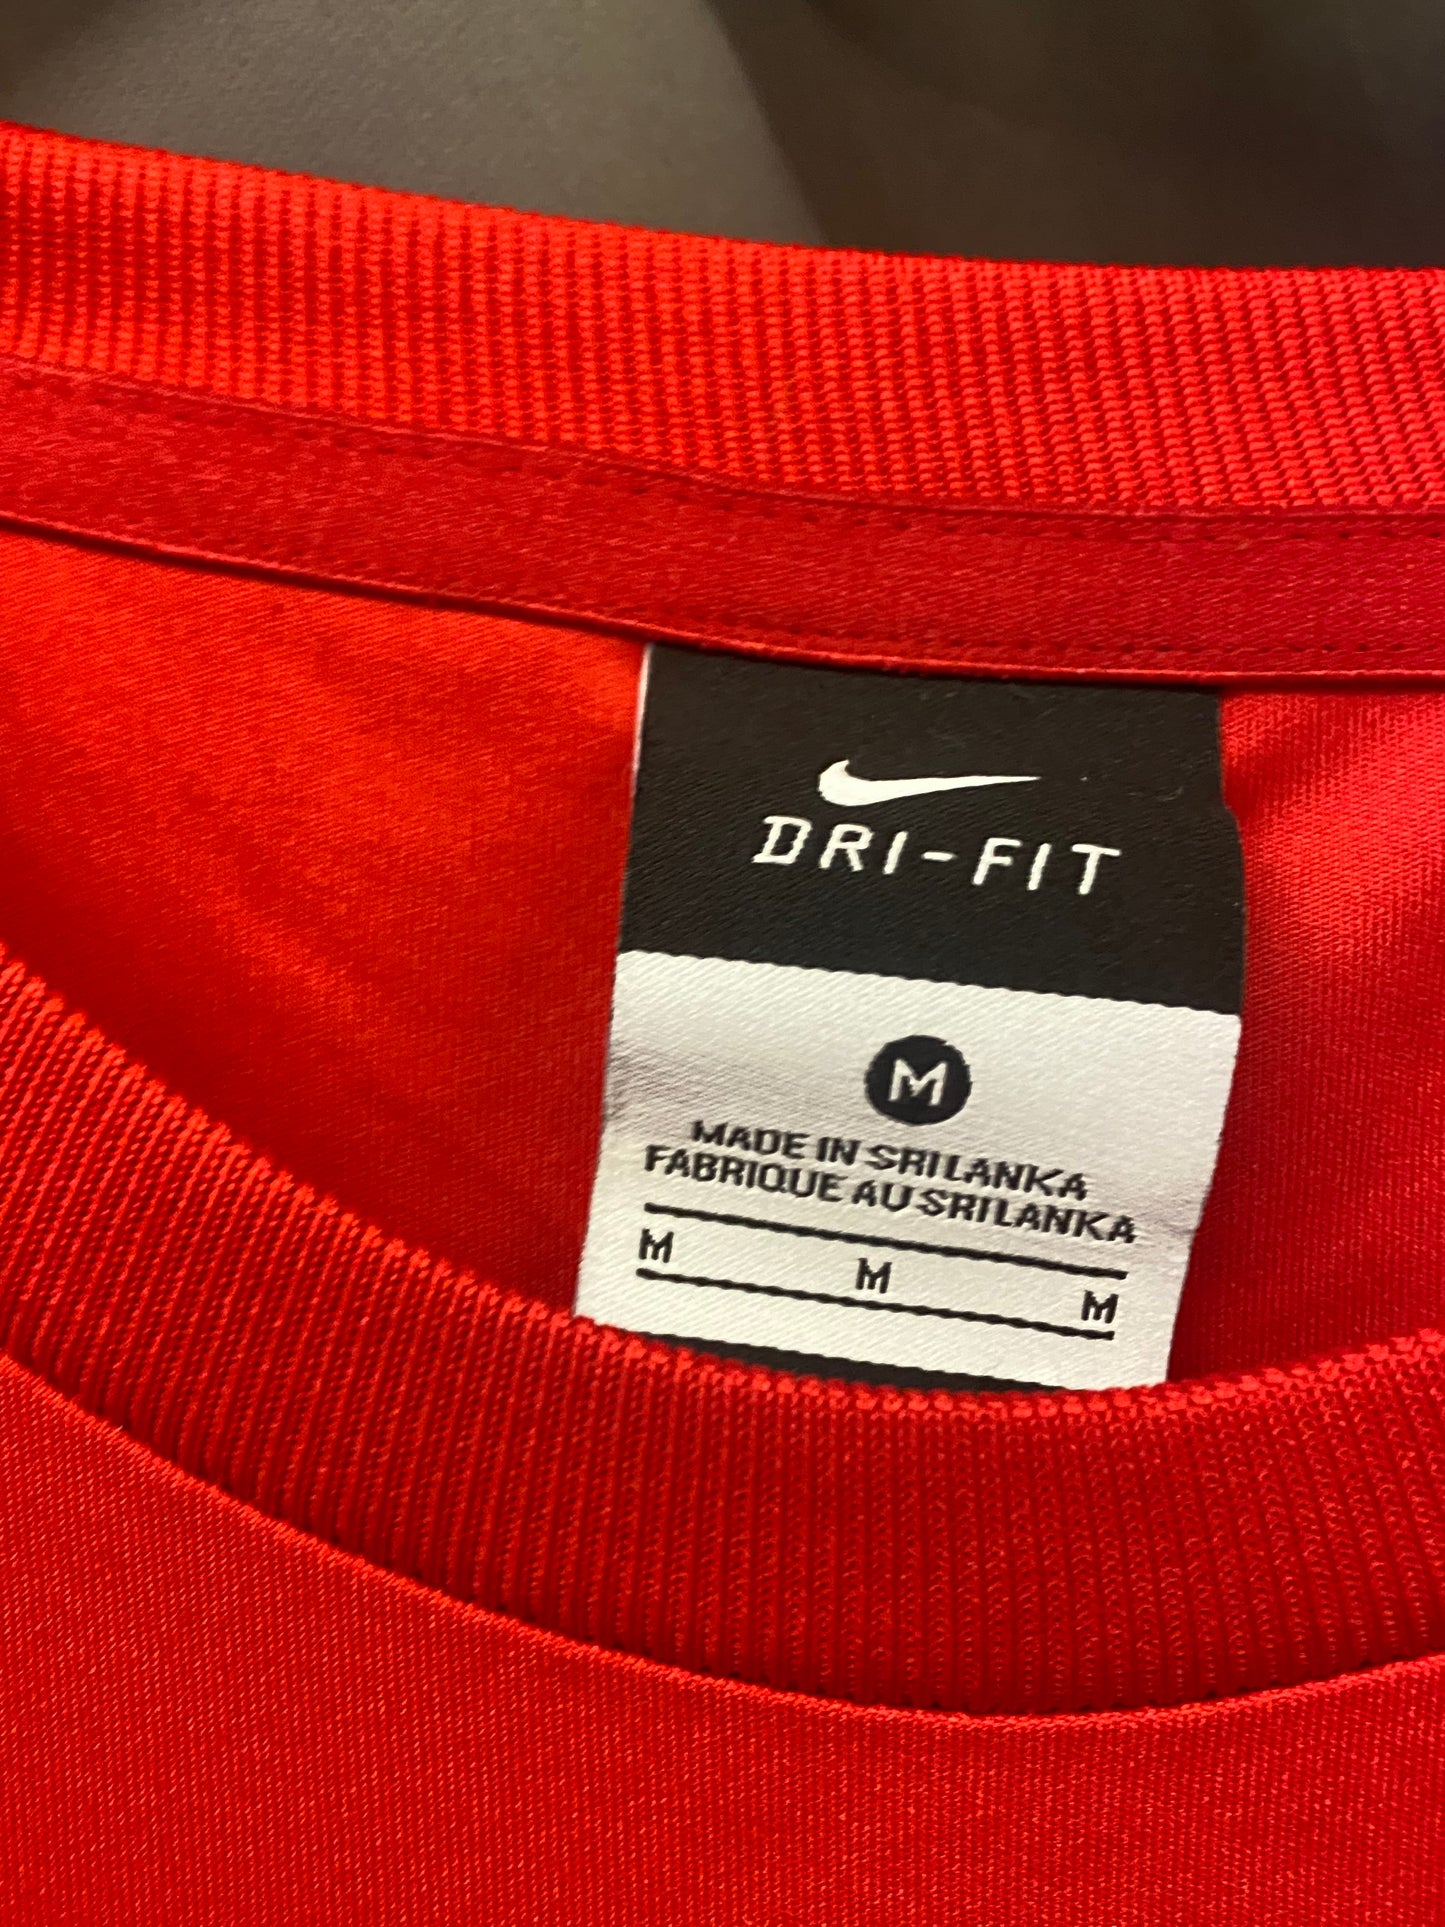 DRI-FIT
M
MADE IN SRI LANKA
FABRIQUE AU SRI LANKA
M M M